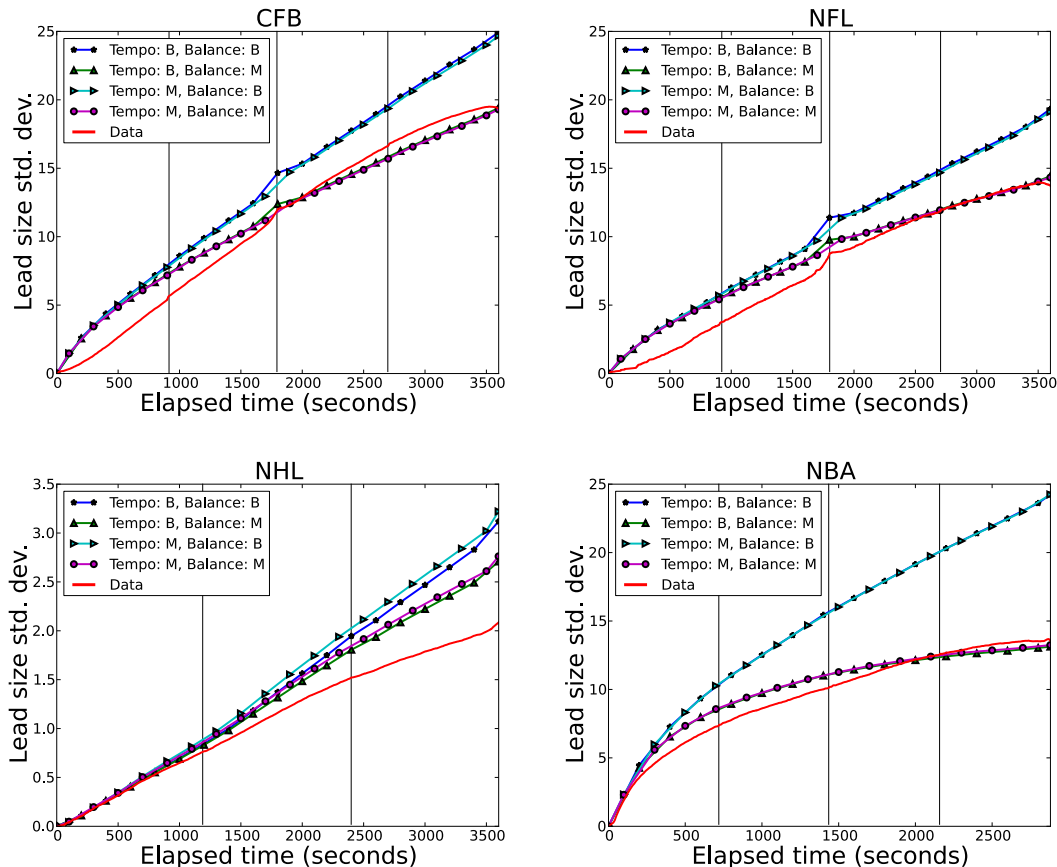 CFB
Lead size std. dev.
25
20
15
10
5
0
Tempo: B, Balance: B
Tempo: B, Balance: M
Tempo: M, Balance: B
Tempo: M, Balance: M
Data
0 500 1000 1500 2000 2500 3000 3500
Elapsed time (seconds)
NFL
Lead size std. dev.
25
20
15
10
5
0
Tempo: B, Balance: B
Tempo: B, Balance: M
Tempo: M, Balance: B
Tempo: M, Balance: M
Data
0 500 1000 1500 2000 2500 3000 3500
Elapsed time (seconds)
NHL
Lead size std. dev.
3.5
3.0
2.5
2.0
1.5
1.0
0.5
0.0
Tempo: B, Balance: B
Tempo: B, Balance: M
Tempo: M, Balance: B
Tempo: M, Balance: M
Data
0 500 1000 1500 2000 2500 3000 3500
Elapsed time (seconds)
NBA
Lead size std. dev.
25
20
15
10
5
0
Tempo: B, Balance: B
Tempo: B, Balance: M
Tempo: M, Balance: B
Tempo: M, Balance: M
Data
0 500 1000 1500 2000 2500
Elapsed time (seconds)